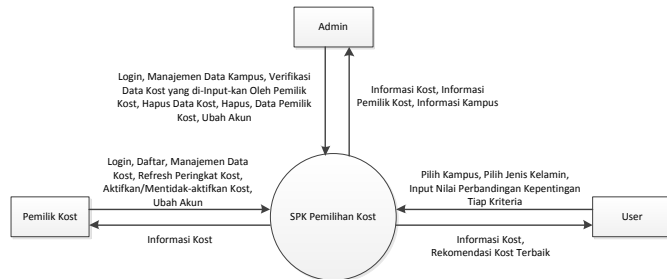 Admin
Login, Manajemen Data Kampus, Verifikasi
Data Kost yang di-Input-kan Oleh Pemilik
Kost, Hapus Data Kost, Hapus, Data Pemilik
Kost, Ubah Akun
Informasi Kost, Informasi
Pemilik Kost, Informasi Kampus
Login, Daftar, Manajemen Data
Kost, Refresh Peringkat Kost,
Aktifkan/Mentidak-aktifkan Kost,
Ubah Akun
Pilih Kampus, Pilih Jenis Kelamin,
Input Nilai Perbandingan Kepentingan
Tiap Kriteria
Pemilik Kost
SPK Pemilihan Kost
User
Informasi Kost
Informasi Kost,
Rekomendasi Kost Terbaik